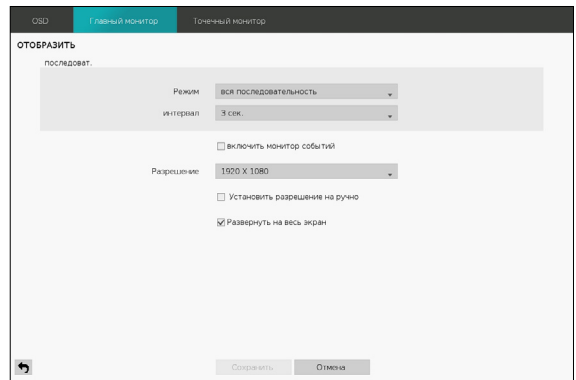 OSD Главный монитор Точечный монитор
ОТОБРАЗИТЬ
последоват.
Режим вся последовательность
интервал 3 сек.
включить монитор событий
Разрешение 1920 X 1080
Установить разрешение на ручно
Развернуть на весь экран
Сохранить Отмена